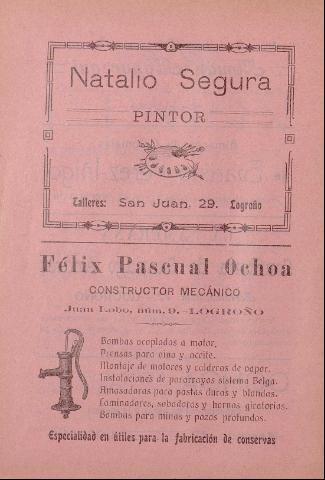 Natalio Segura
PINTOR
Talleres: San Juan, 29. Logroño
Félix Pascual Ochoa
CONSTRUCTOR MECÁNICO
Juan Lobo, núm. 9.-LOGROÑO
Bombas acopladas a motor.
Prensas para vino y aceite.
Montaje de motores y calderas de vapor.
Instalaciones de pararrayos sistema Belga.
Amasadoras para pastas duras y blandas.
Laminadores, sobadoras y hornos giratorios.
Bombas para minas y pozos profundos.
Especialidad en útiles para la fabricación de conservas